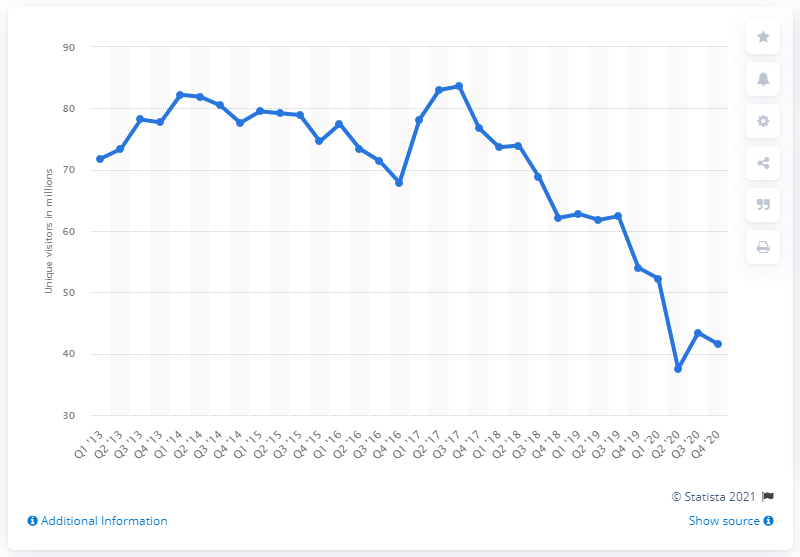 90
80
70
60
50
40
30
Unique visitors in millions
Q1 '13
Q2 '13
Q3 '13
Q4 '13
Q1 '14
Q2 '14
Q3 '14
Q4 '14
Q1 '15
Q2 '15
Q3 '15
Q4 '15
Q1 '16
Q2 '16
Q3 '16
Q4 '16
Q1 '17
Q2 '17
Q3 '17
Q4 '17
Q1 '18
Q2 '18
Q3 '18
Q4 '18
Q1 '19
Q2 '19
Q3 '19
Q4 '19
Q1 '20
Q2 '20
Q3 '20
Q4 '20
© Statista 2021
Additional Information
Show source